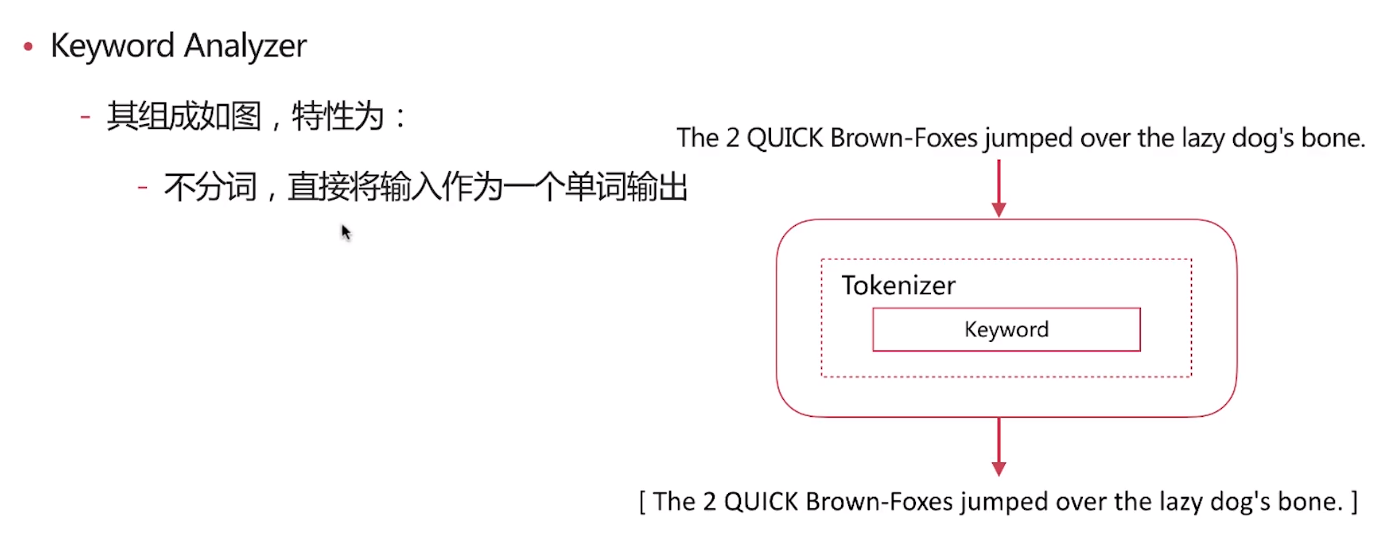 • Keyword Analyzer
- 其组成如图，特性为：
- 不分词，直接将输入作为一个单词输出
The 2 QUICK Brown-Foxes jumped over the lazy dog's bone.
Tokenizer
Keyword
[ The 2 QUICK Brown-Foxes jumped over the lazy dog's bone. ]